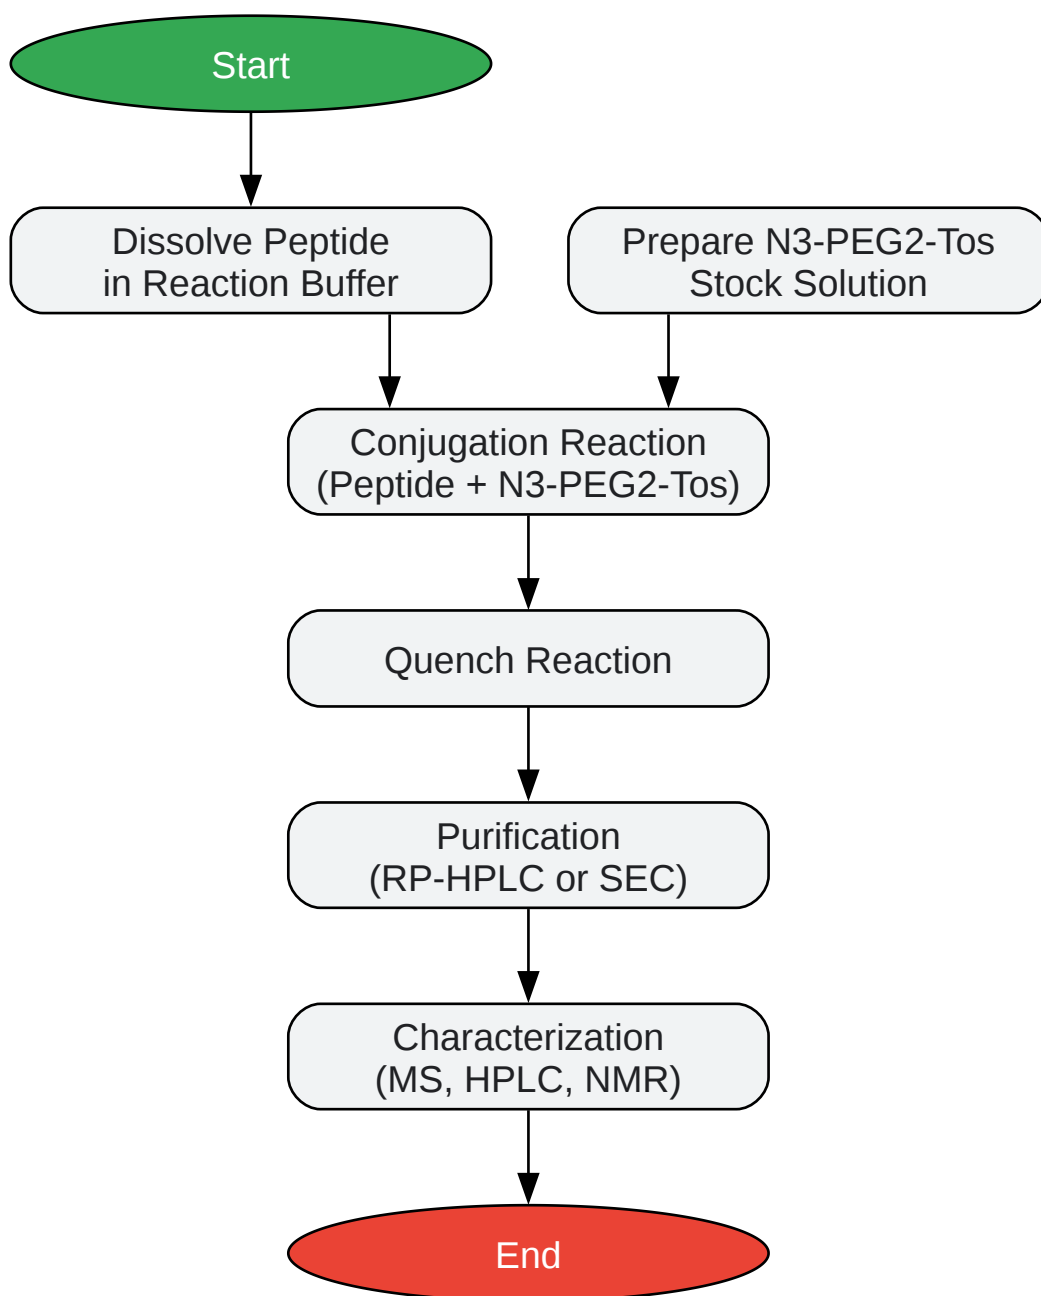 Start
Dissolve Peptide
in Reaction Buffer
Prepare N3-PEG2-Tos
Stock Solution
Conjugation Reaction
(Peptide + N3-PEG2-Tos)
Quench Reaction
Purification
(RP-HPLC or SEC)
Characterization
(MS, HPLC, NMR)
End